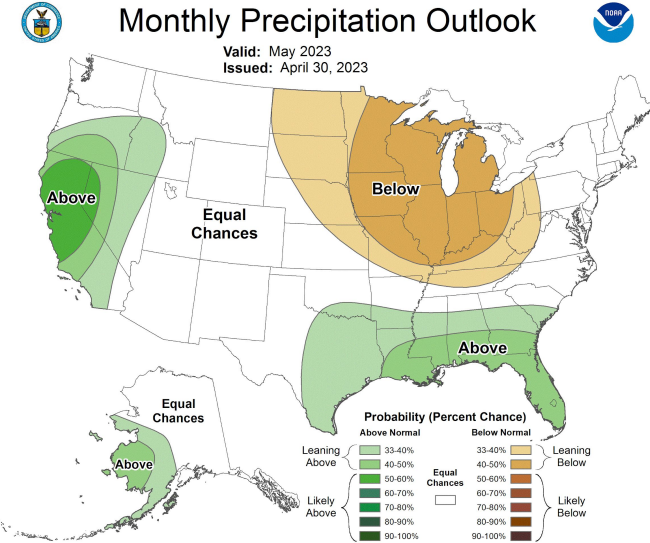 Monthly Precipitation Outlook
NOAA
Valid: May 2023
Issued: April 30, 2023
Above
Equal
Chances
Below
Above
Equal
Chances
Above
Probability (Percent Chance)
Above Normal
Below Normal
Leaning
Above
33-40%
40-50%
Likely
Above
50-60%
60-70%
70-80%
80-90%
90-100%
Equal
Chances
33-40%
40-50%
Leaning
Below
50-60%
60-70%
70-80%
80-90%
90-100%
Likely
Below